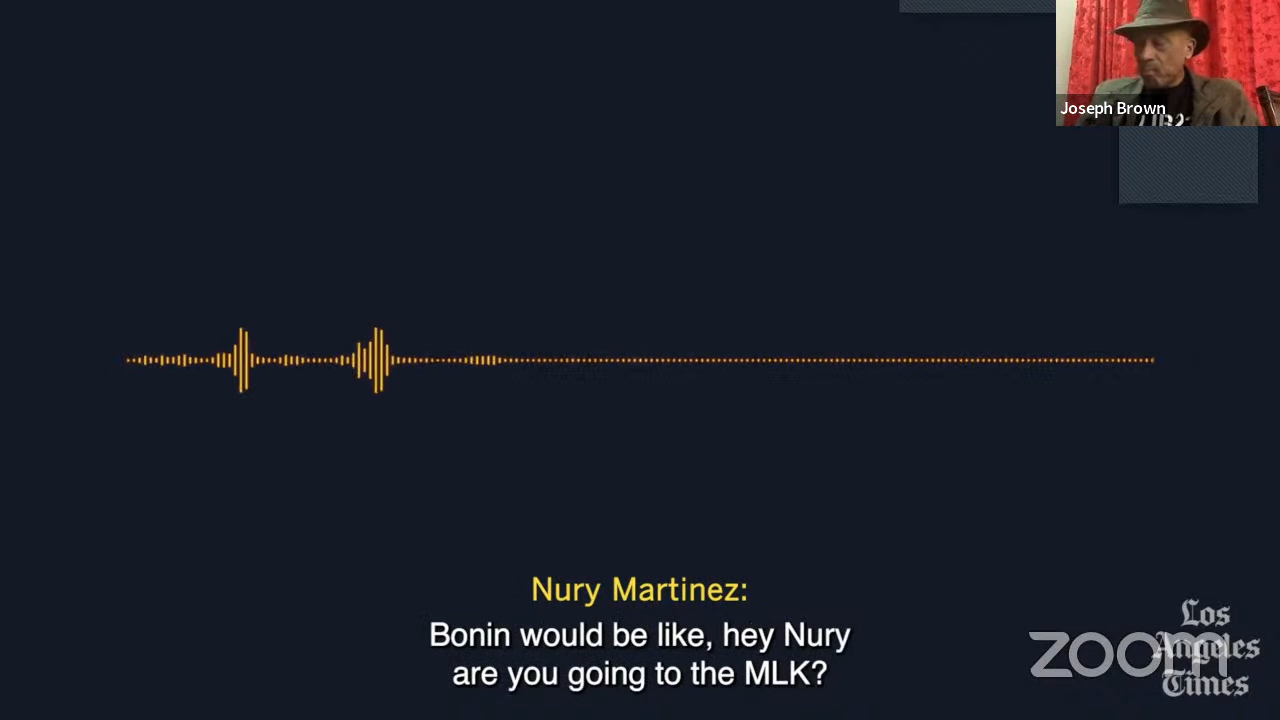 Joseph Brown
Nury Martinez:
Bonin would be like, hey Nury
are you going to the MLK?
zoom
Los
Angeles
Times